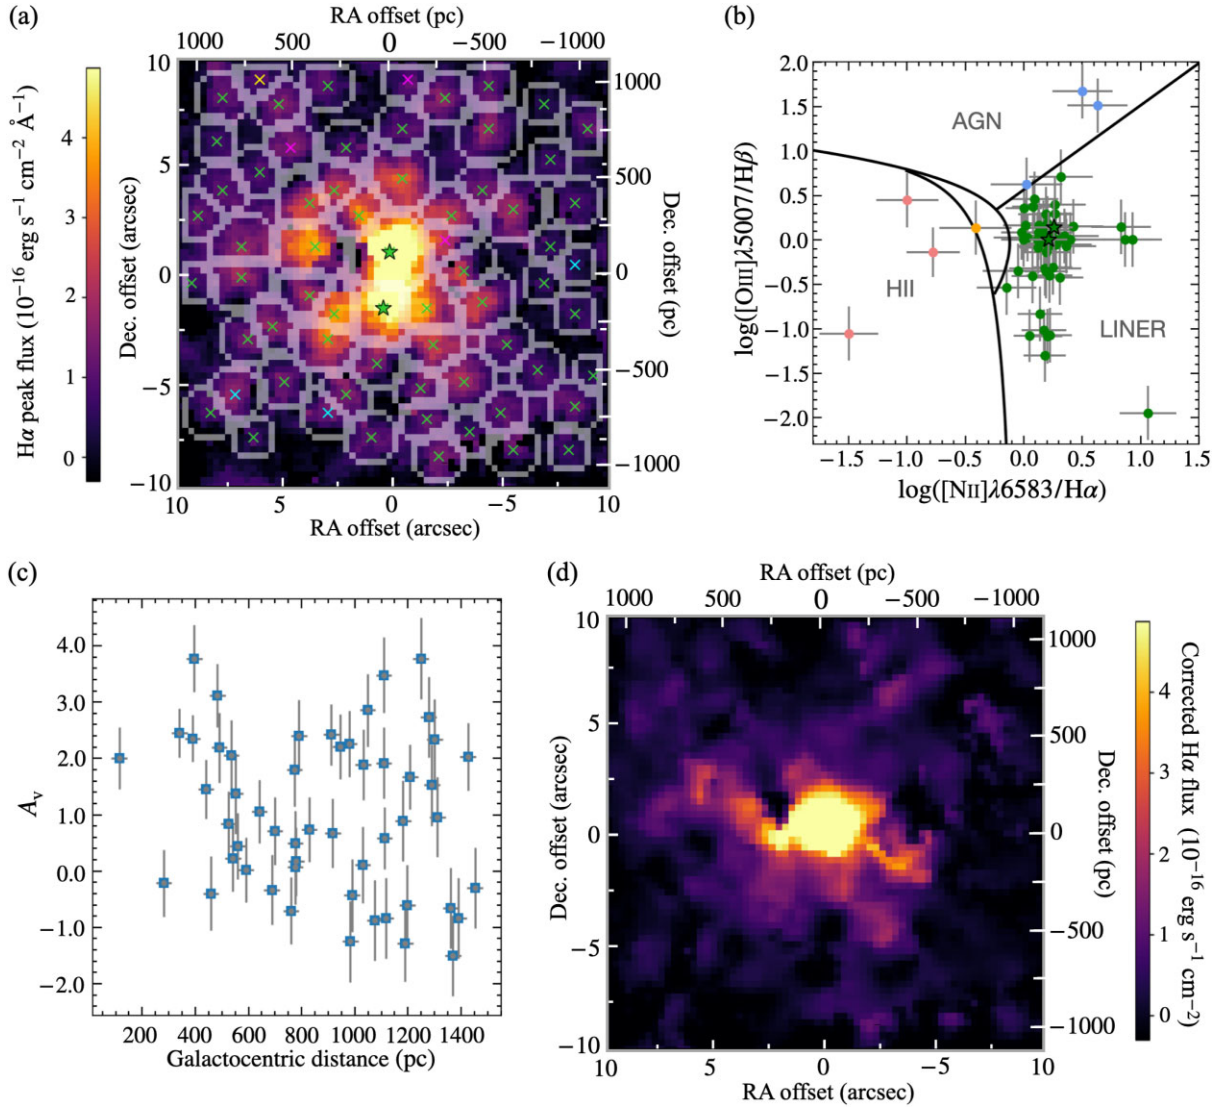 (a)
RA offset (pc)
1000 500 0 −500 −1000
Hα peak flux (10⁻¹⁶ erg s⁻¹ cm⁻² Å⁻¹)
4
3
2
1
0
Dec. offset (arcsec)
10
5
0
−5
−10
Dec. offset (pc)
1000
500
0
−500
−1000
10 5 0 −5 −10
RA offset (arcsec)
(b)
log([OIII]λ5007/Hβ)
2.0
1.5
1.0
0.5
0.0
−0.5
−1.0
−1.5
−2.0
AGN
HII
LINER
−1.5 −1.0 −0.5 0.0 0.5 1.0 1.5
log([NII]λ6583/Hα)
(c)
Aᵥ
4.0
3.0
2.0
1.0
0.0
−1.0
−2.0
200 400 600 800 1000 1200 1400
Galactocentric distance (pc)
(d)
RA offset (pc)
1000 500 0 −500 −1000
Dec. offset (arcsec)
10
5
0
−5
−10
Dec. offset (pc)
1000
500
0
−500
−1000
10 5 0 −5 10
RA offset (arcsec)
Corrected Hα flux (10⁻¹⁶ erg s⁻¹ cm⁻²)
4
3
2
1
0